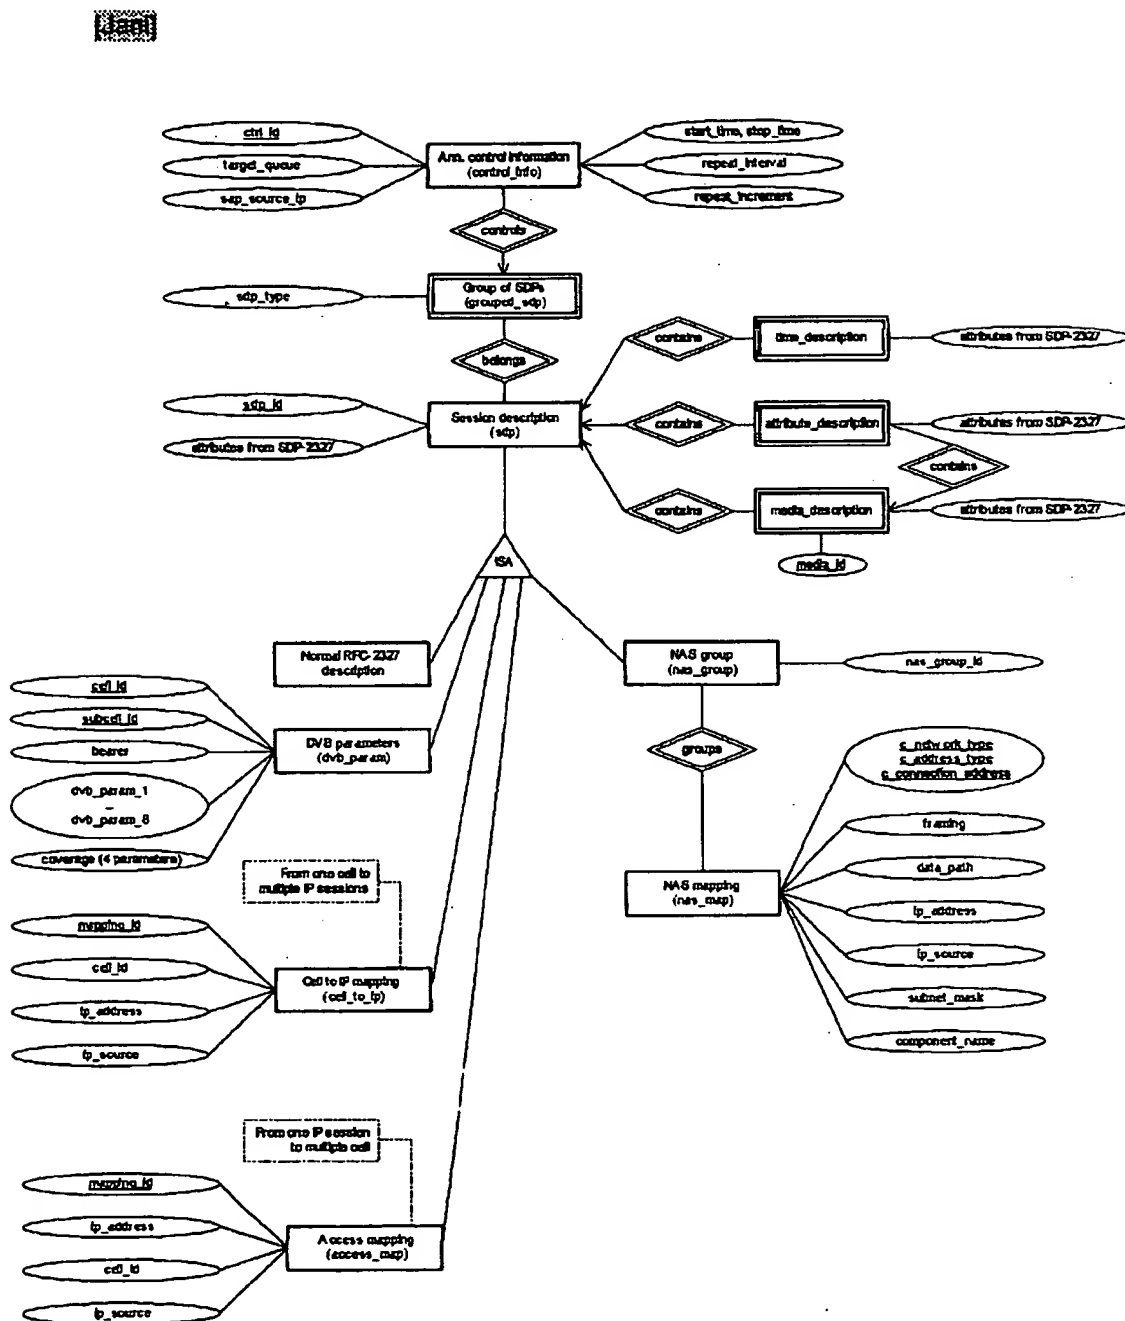 [Jani]
ctrl_id
target_queue
sap_source_ip
Ann. control information
(control_info)
start_time, stop_time
repeat_interval
repeat_increment
controls
sdp_type
Group of SDPs
(grouped_sdp)
belongs
contains
time_description
attributes from SDP-2327
sdp_id
attributes from SDP-2327
Session description
(sdp)
contains
attribute_description
attributes from SDP-2327
contains
contains
media_description
attributes from SDP-2327
media_id
ISA
Normal RFC-2327
description
NAS group
(nas_group)
nas_group_id
cell_id
subcell_id
bearer
dvb_param_1
...
dvb_param_8
coverage (4 parameters)
DVB parameters
(dvb_param)
groups
c_network_type
c_address_type
c_connection_address
framing
data_path
ip_address
ip_source
subnet_mask
component_name
NAS mapping
(nas_map)
From one cell to
multiple IP sessions
mapping_id
cell_id
ip_address
ip_source
Cell to IP mapping
(cell_to_ip)
From one IP session
to multiple cell
mapping_id
ip_address
cell_id
ip_source
Access mapping
(access_map)